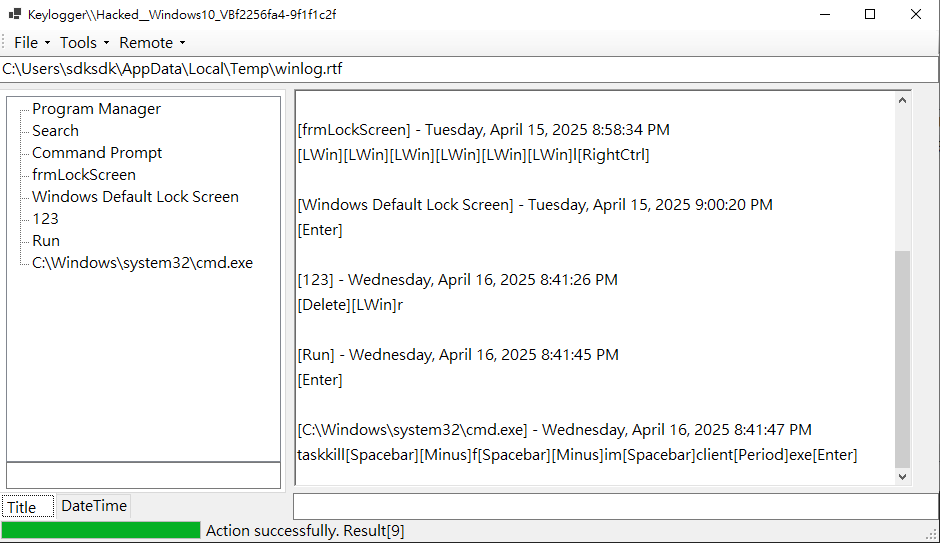 Keylogger\\Hacked__Windows10_VBf2256fa4-9f1f1c2f
File Tools Remote
C:\Users\sdksdk\AppData\Local\Temp\winlog.rtf
Program Manager
Search
Command Prompt
frmLockScreen
Windows Default Lock Screen
123
Run
C:\Windows\system32\cmd.exe
[frmLockScreen] - Tuesday, April 15, 2025 8:58:34 PM
[LWin][LWin][LWin][LWin][LWin][LWin]l[RightCtrl]
[Windows Default Lock Screen] - Tuesday, April 15, 2025 9:00:20 PM
[Enter]
[123] - Wednesday, April 16, 2025 8:41:26 PM
[Delete][LWin]r
[Run] - Wednesday, April 16, 2025 8:41:45 PM
[Enter]
[C:\Windows\system32\cmd.exe] - Wednesday, April 16, 2025 8:41:47 PM
taskkill[Spacebar][Minus]f[Spacebar][Minus]im[Spacebar]client[Period]exe[Enter]
Title DateTime
Action successfully. Result[9]